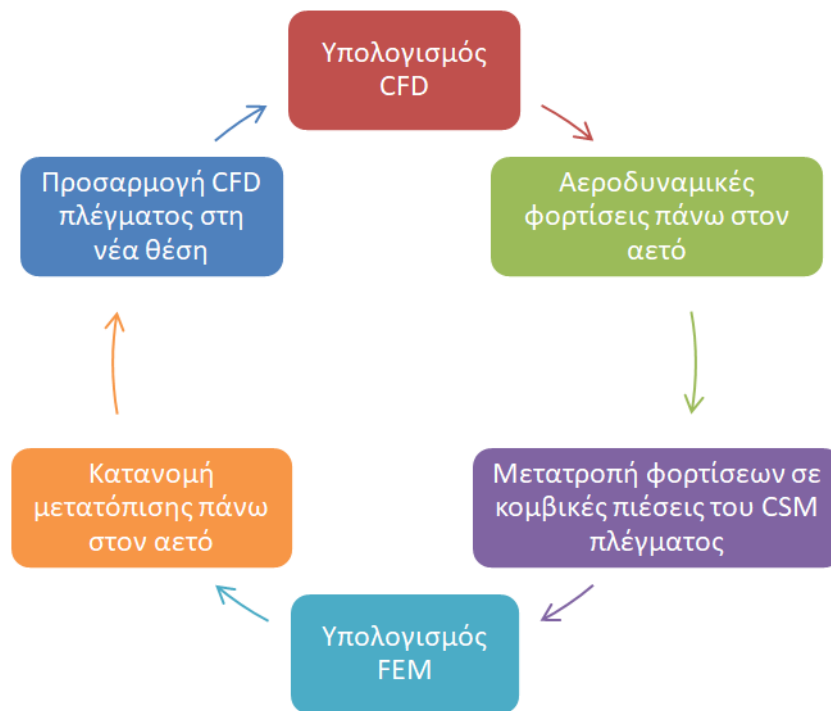 Υπολογισμός
CFD
Αεροδυναμικές
φορτίσεις πάνω στον
αετό
Μετατροπή φορτίσεων σε
κομβικές πιέσεις του CSM
πλέγματος
Υπολογισμός
FEM
Κατανομή
μετατόπισης πάνω
στον αετό
Προσαρμογή CFD
πλέγματος στη
νέα θέση